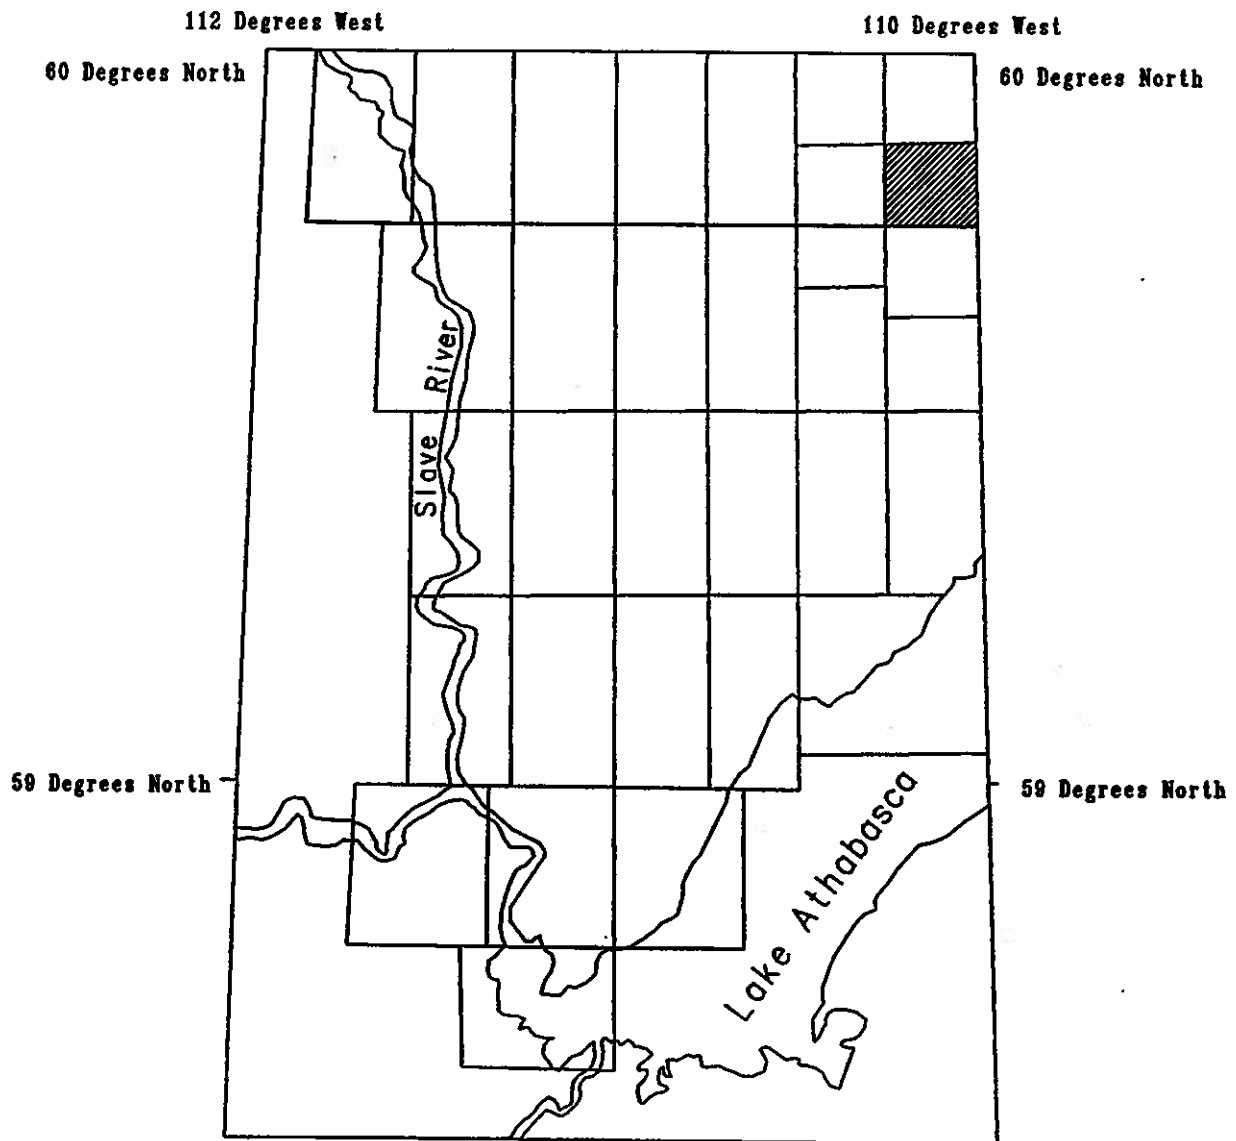 112 Degrees West
110 Degrees West
60 Degrees North
60 Degrees North
Slave River
59 Degrees North
59 Degrees North
Lake Athabasca